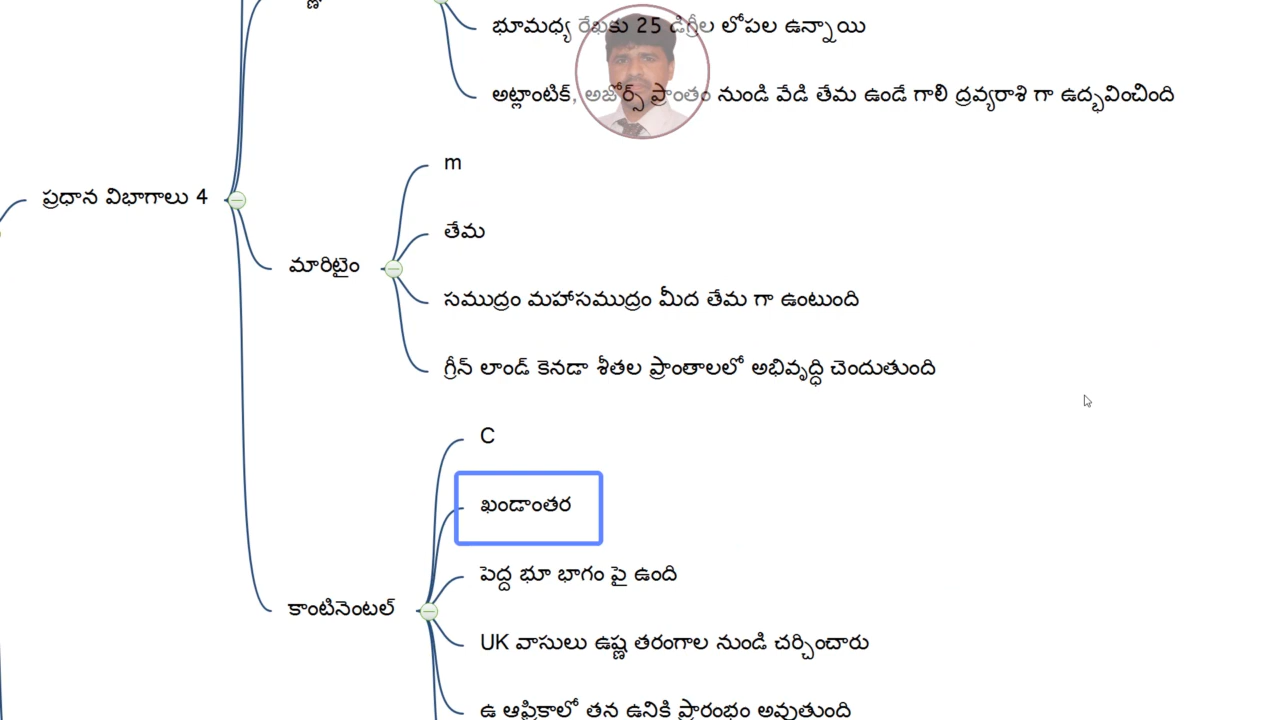 భూమధ్య రేఖకు 25 డిగ్రీల లోపల ఉన్నాయి
అట్లాంటిక్, అజోర్స్ ప్రాంతం నుండి వేడి తేమ ఉండే గాలి ద్రవ్యరాశి గా ఉద్భవించింది
m
ప్రధాన విభాగాలు 4
తేమ
మారిటైం
సముద్రం మహాసముద్రం మీద తేమ గా ఉంటుంది
గ్రీన్ లాండ్ కెనడా శీతల ప్రాంతాలలో అభివృద్ధి చెందుతుంది
C
ఖండాంతర
పెద్ద భూ భాగం పై ఉంది
కాంటినెంటల్
UK వాసులు ఉష్ణ తరంగాల నుండి చర్చించారు
ఉ ఆఫ్రికాలో తన ఉనికి ప్రారంభం అవుతుంది